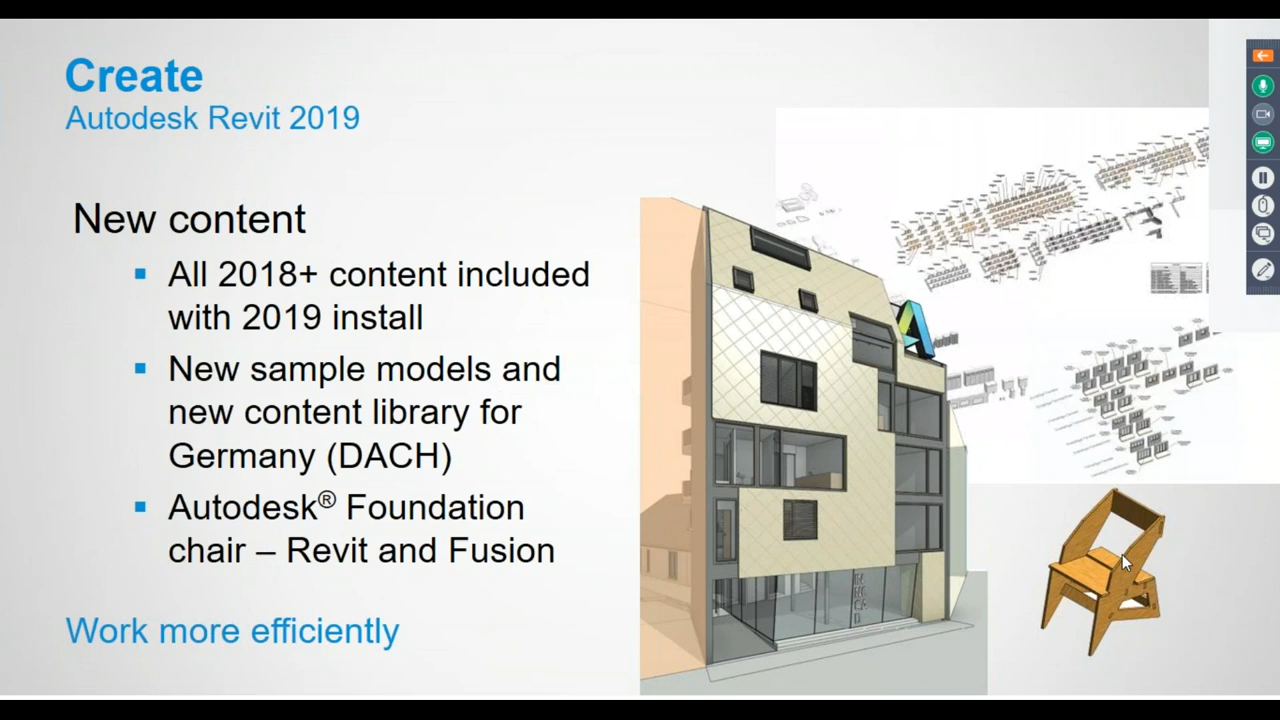 Create
Autodesk Revit 2019
New content
▪ All 2018+ content included
with 2019 install
▪ New sample models and
new content library for
Germany (DACH)
▪ Autodesk® Foundation
chair – Revit and Fusion
Work more efficiently